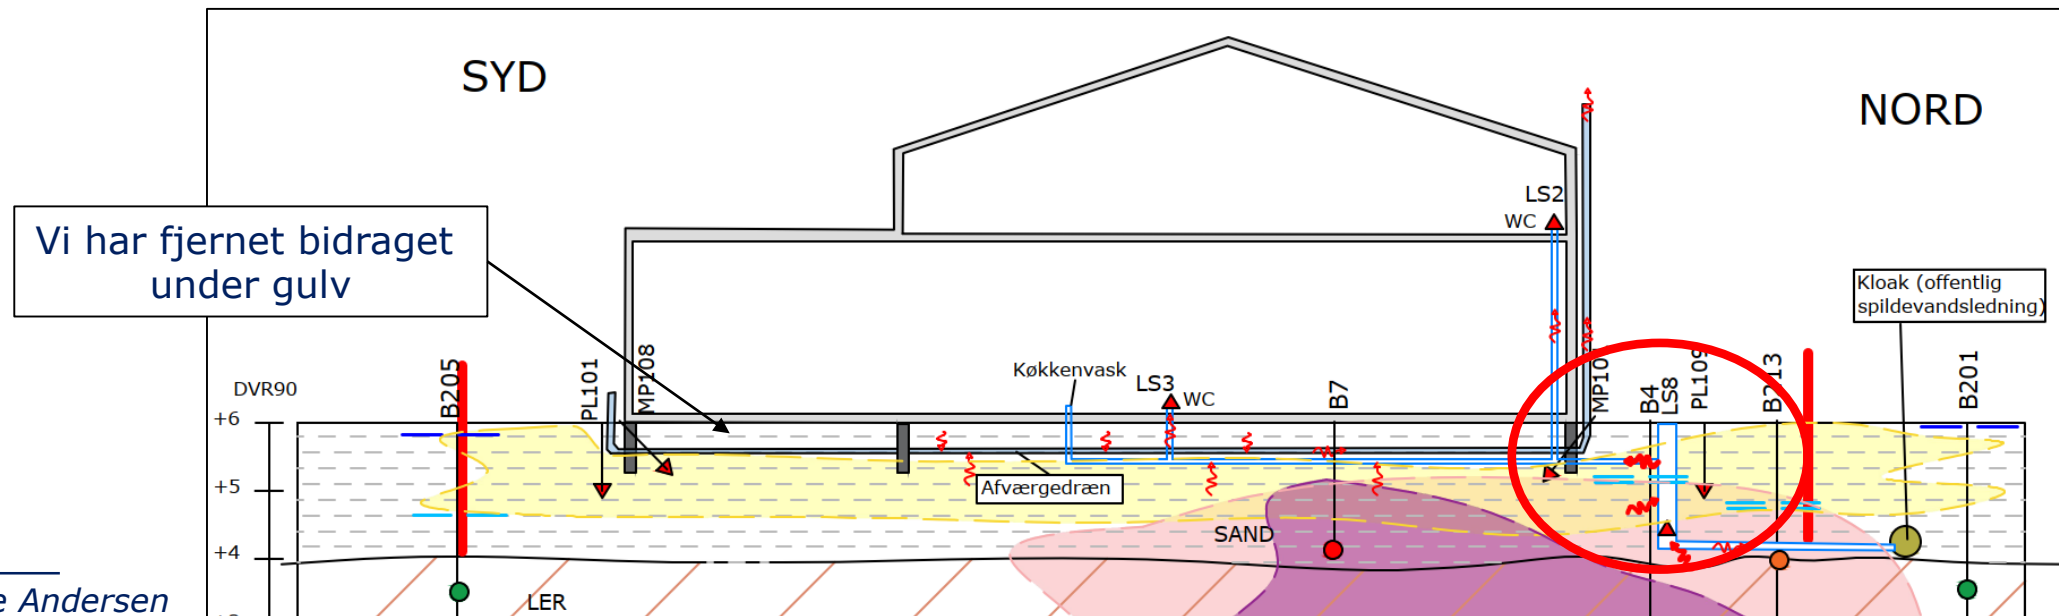 SYD
NORD
LS2
WC
Vi har fjernet bidraget
under gulv
Kloak (offentlig
spildevandsledning)
DVR90
B205
PL101
MP108
Køkkenvask
LS3
WC
B7
MP10
B4
LS8
PL109
B213
B201
+6
+5
Afværgedræn
SAND
+4
LER
Andersen